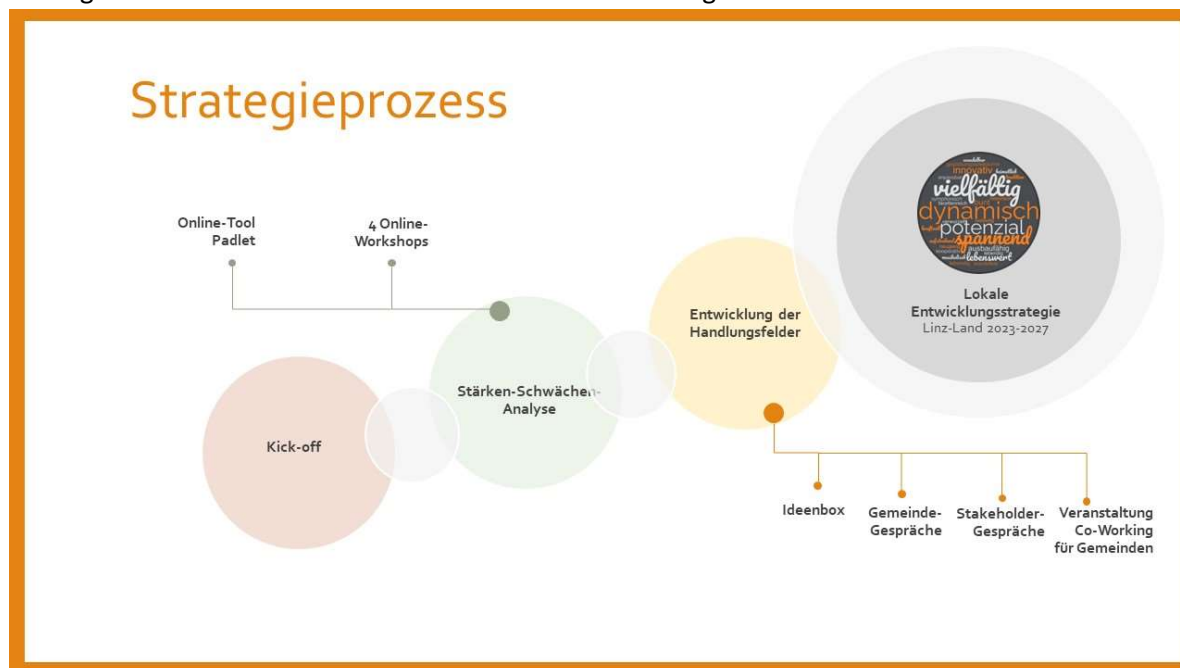 Strategieprozess
Online-Tool
Padlet
4 Online-
Workshops
innovativ
vielfältig
dynamisch
potenzial
spannend
ausbaufähig
lebenswert
Lokale
Entwicklungsstrategie
Linz-Land 2023-2027
Entwicklung der
Handlungsfelder
Stärken-Schwächen-
Analyse
Kick-off
Ideenbox
Gemeinde-
Gespräche
Stakeholder-
Gespräche
Veranstaltung
Co-Working
für Gemeinden